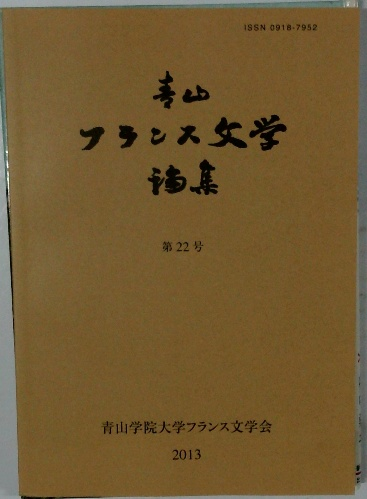 ISSN 0918-7952
青山
フランス文学
論集
第22号
青山学院大学フランス文学会
2013